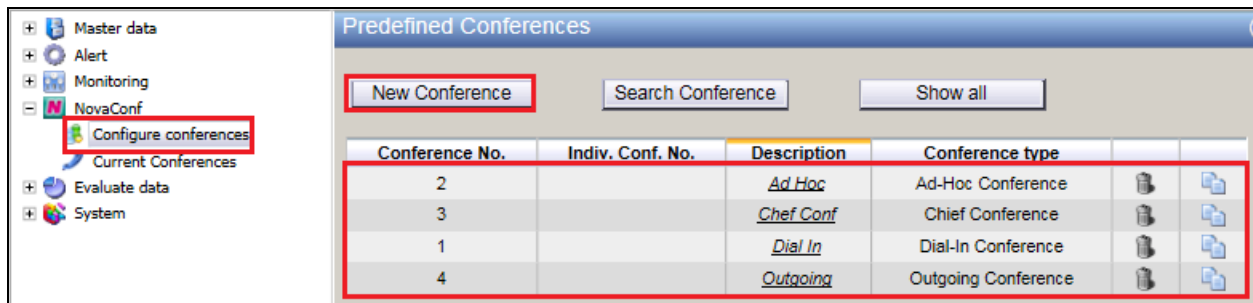 Master data
Alert
Monitoring
NovaConf
Configure conferences
Current Conferences
Evaluate data
System
Predefined Conferences
New Conference Search Conference Show all
Conference No. Indiv. Conf. No. Description Conference type
2 Ad Hoc Ad-Hoc Conference
3 Chef Conf Chief Conference
1 Dial In Dial-In Conference
4 Outgoing Outgoing Conference